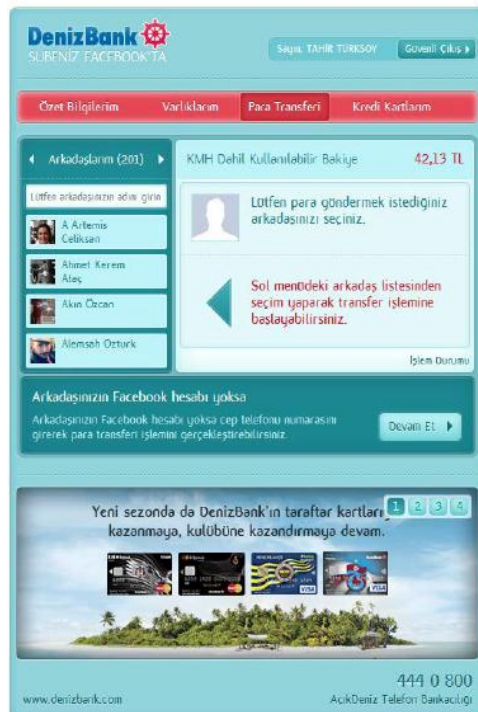 DenizBank
ŞUBENİZ FACEBOOK'TA
Sayın, TAHİR TÜRKSOY
Güvenli Çıkış
Özet Bilgilerim
Varlıklarım
Para Transferi
Kredi Kartlarım
Arkadaşlarım (201)
Lütfen arkadaşınızın adını girin
A Artemis
Celiksan
Ahmet Kerem
Ataç
Akın Özcan
Alemşah Ozturk
KMH Dahil Kullanılabilir Bakiye
42,13 TL
Lütfen para göndermek istediğiniz
arkadaşınızı seçiniz.
Sol menüdeki arkadaş listesinden
seçim yaparak transfer işlemine
başlayabilirsiniz.
İşlem Durumu
Arkadaşınızın Facebook hesabı yoksa
Arkadaşınızın Facebook hesabı yoksa cep telefonu numarasını
girerek para transferi işlemini gerçekleştirebilirsiniz.
Devam Et
1 2 3 4
Yeni sezonda da DenizBank'ın taraftar kartları
kazanmaya, kulübüne kazandırmaya devam.
VISA
VISA
444 0 800
www.denizbank.com
AçıkDeniz Telefon Bankacılığı